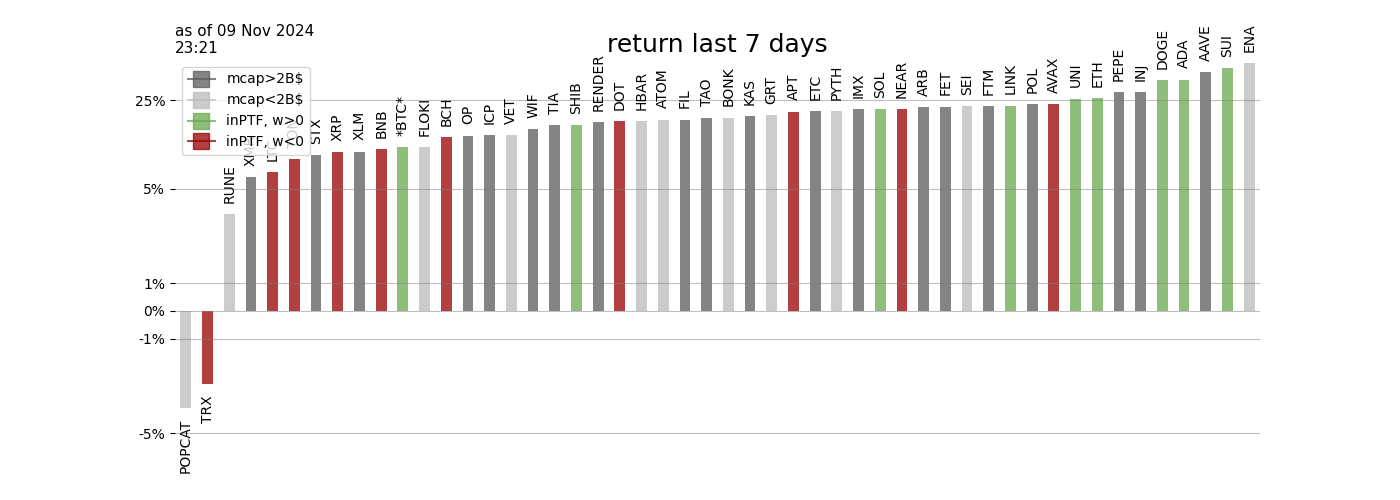 as of 09 Nov 2024
23:21
return last 7 days
mcap>2B$
mcap<2B$
inPTF, w>0
inPTF, w<0
25%
5%
1%
0%
-1%
-5%
POPCAT
TRX
RUNE
STX
XRP
XLM
BNB
*BTC*
FLOKI
BCH
OP
ICP
VET
WIF
TIA
SHIB
RENDER
DOT
HBAR
ATOM
FIL
TAO
BONK
KAS
GRT
APT
ETC
PYTH
IMX
SOL
NEAR
ARB
FET
SEI
FTM
LINK
POL
AVAX
UNI
ETH
PEPE
INJ
DOGE
ADA
AAVE
SUI
ENA